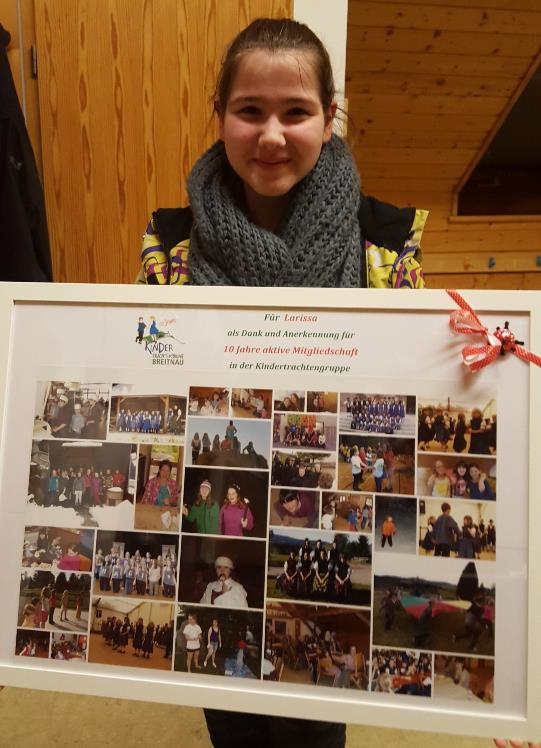 Für Larissa
als Dank und Anerkennung für
10 Jahre aktive Mitgliedschaft
in der Kindertrachtengruppe
KINDER
BREITNAU